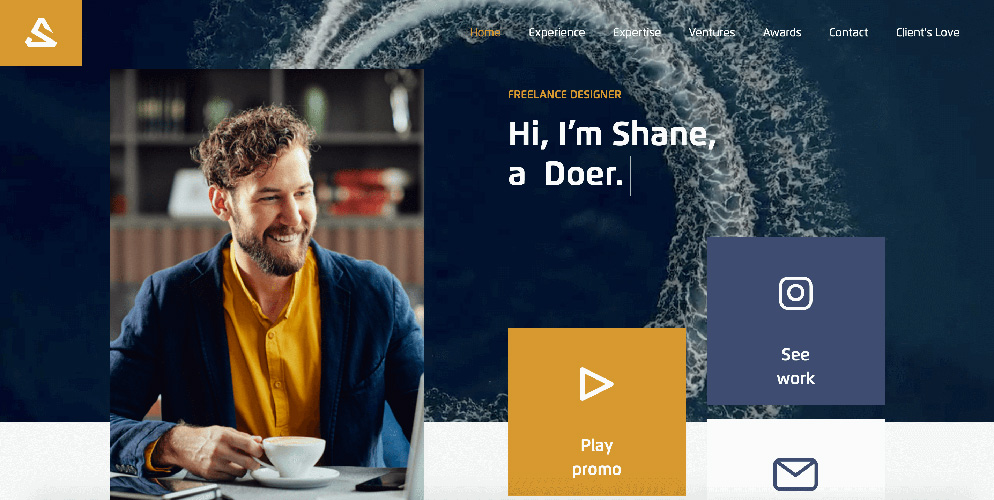 Home Experience Expertise Ventures Awards Contact Client's Love
FREELANCE DESIGNER
Hi, I'm Shane,
a Doer.
See
work
Play
promo